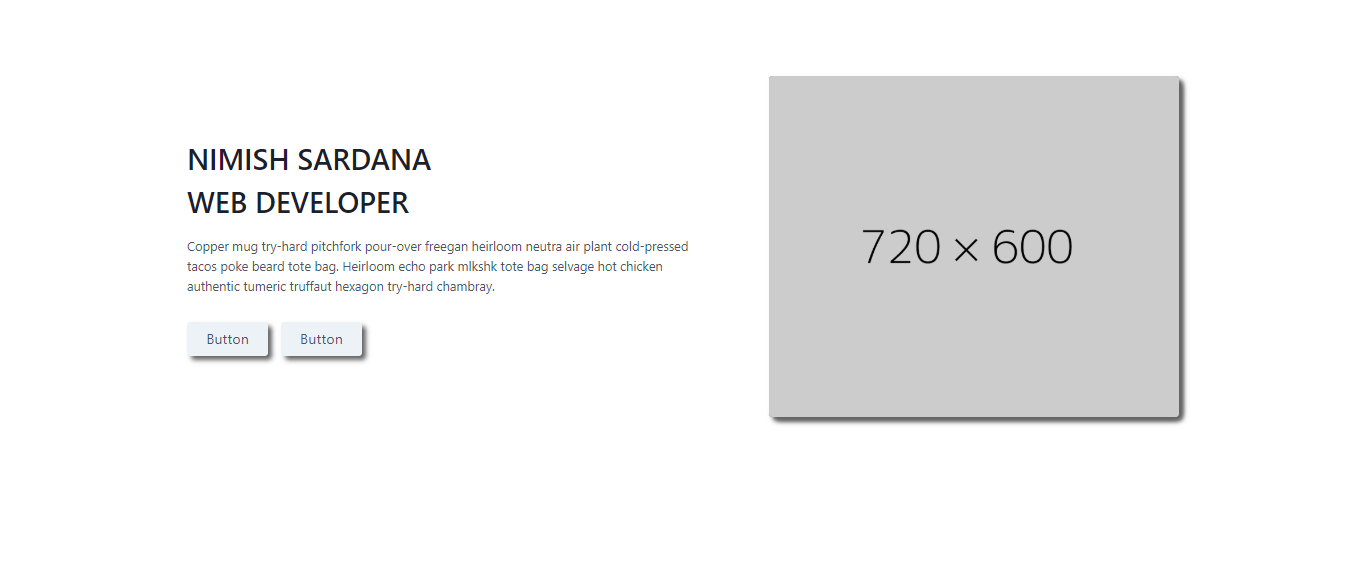 NIMISH SARDANA
WEB DEVELOPER
Copper mug try-hard pitchfork pour-over freegan heirloom neutra air plant cold-pressed
tacos poke beard tote bag. Heirloom echo park mlkshk tote bag selvage hot chicken
authentic tumeric truffaut hexagon try-hard chambray.
Button Button
720 × 600